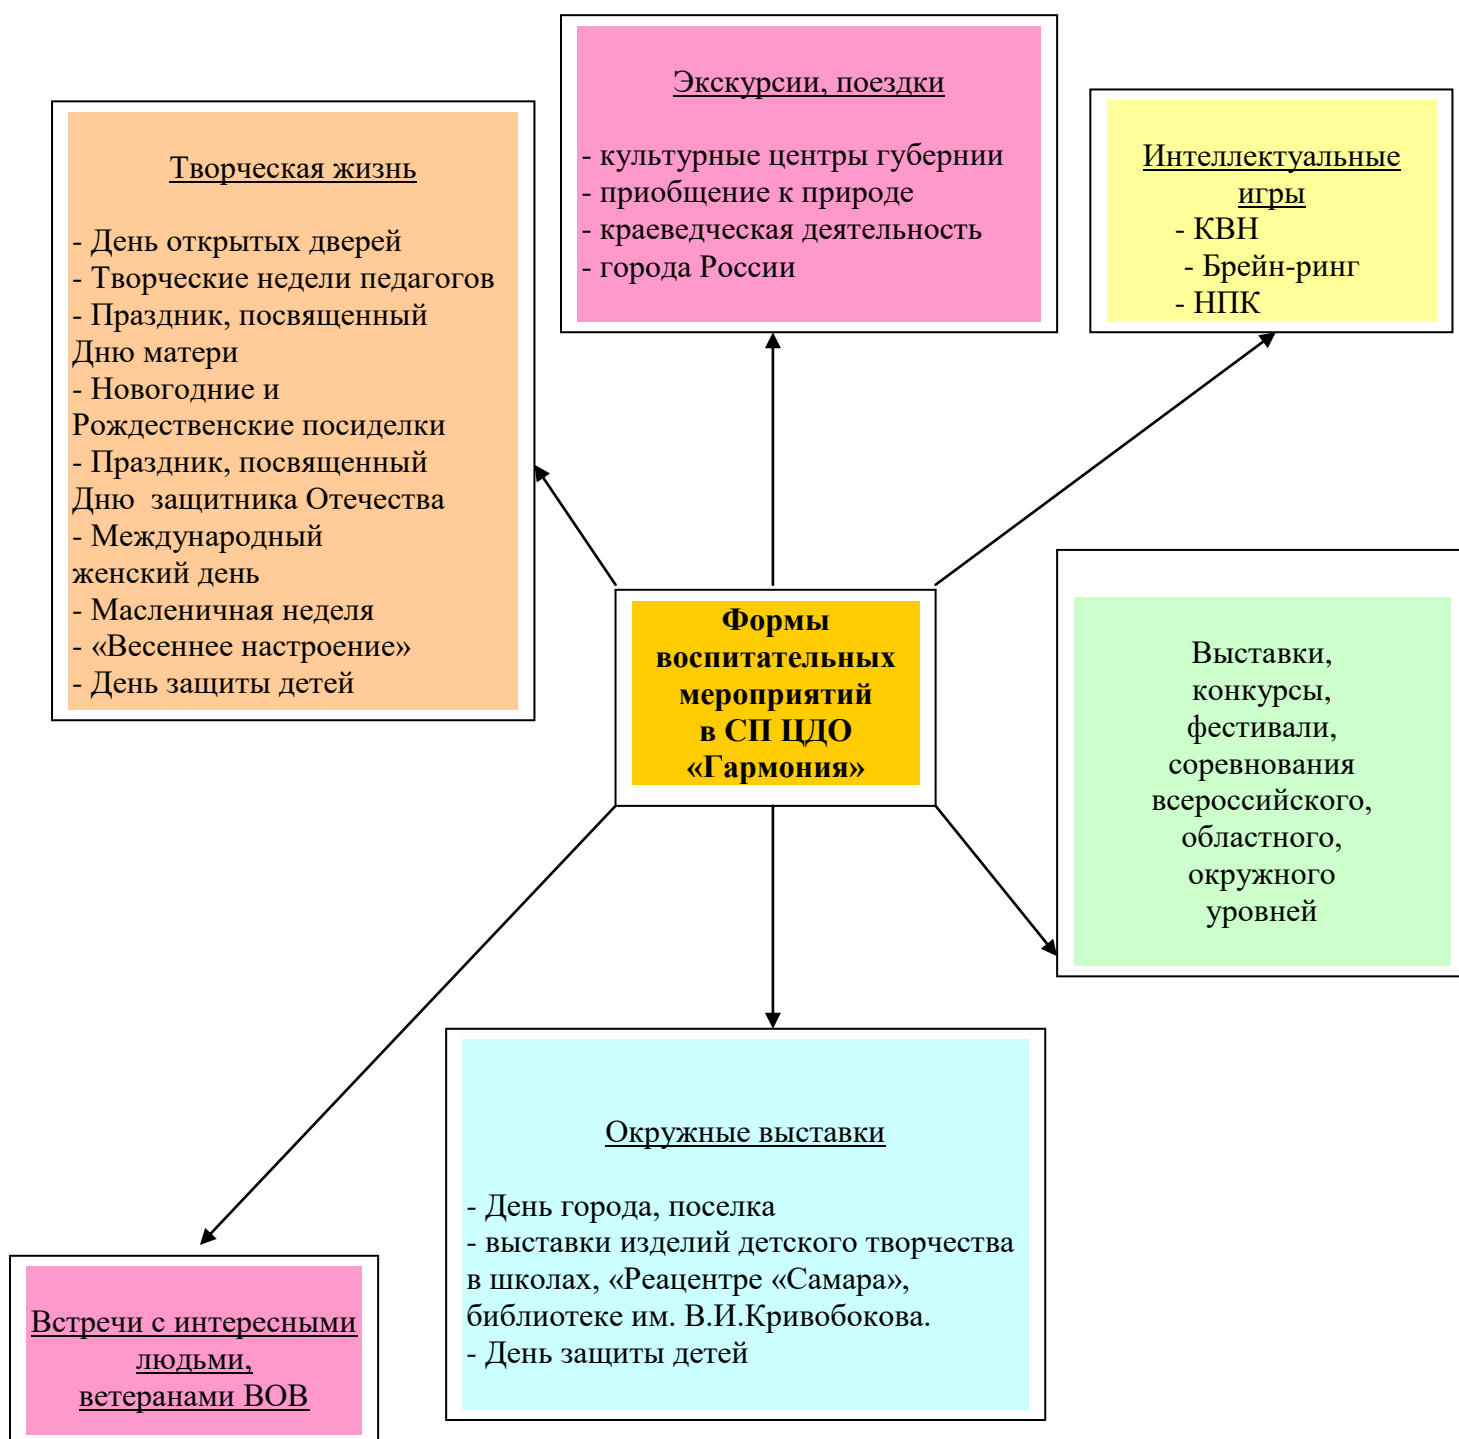 Экскурсии, поездки
- культурные центры губернии
- приобщение к природе
- краеведческая деятельность
- города России
Творческая жизнь
- День открытых дверей
- Творческие недели педагогов
- Праздник, посвященный
Дню матери
- Новогодние и
Рождественские посиделки
- Праздник, посвященный
Дню  защитника Отечества
- Международный
женский день
- Масленичная неделя
- «Весеннее настроение»
- День защиты детей
Интеллектуальные
игры
- КВН
- Брейн-ринг
- НПК
Формы
воспитательных
мероприятий
в СП ЦДО
«Гармония»
Выставки,
конкурсы,
фестивали,
соревнования
всероссийского,
областного,
окружного
уровней
Окружные выставки
- День города, поселка
- выставки изделий детского творчества
в школах, «Реацентре «Самара»,
библиотеке им. В.И.Кривобокова.
- День защиты детей
Встречи с интересными
людьми,
ветеранами ВОВ